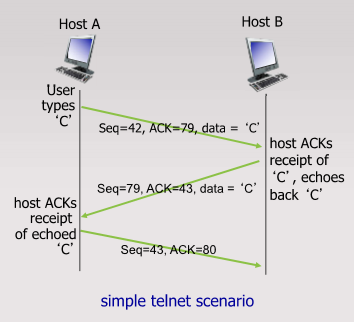 Host A
Host B
User
types
‘C’
Seq=42, ACK=79, data = ‘C’
host ACKs
receipt of
‘C’, echoes
back ‘C’
Seq=79, ACK=43, data = ‘C’
host ACKs
receipt
of echoed
‘C’
Seq=43, ACK=80
simple telnet scenario